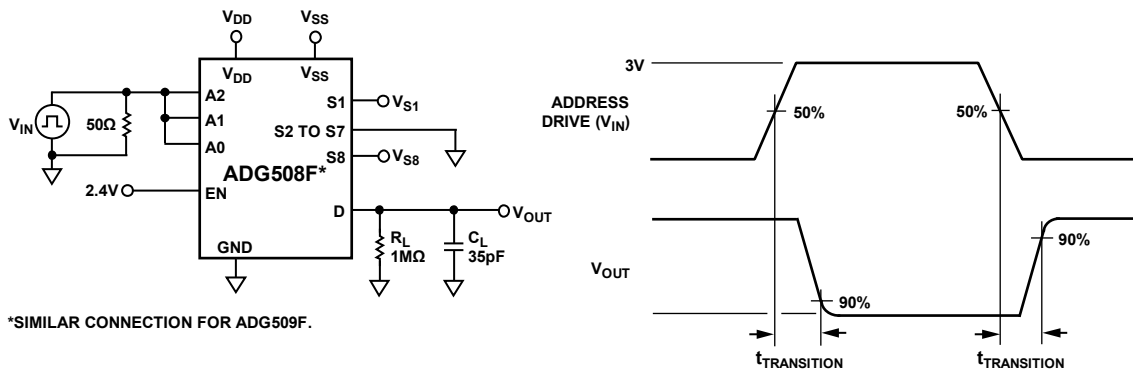 VDD
VSS
VDD
VSS
A2
A1
A0
VIN
50Ω
S1
VS1
S2 TO S7
S8
VS8
ADG508F*
2.4V
EN
D
VOUT
GND
RL
1MΩ
CL
35pF
*SIMILAR CONNECTION FOR ADG509F.
3V
ADDRESS
DRIVE (VIN)
50%
50%
VOUT
90%
90%
tTRANSITION
tTRANSITION